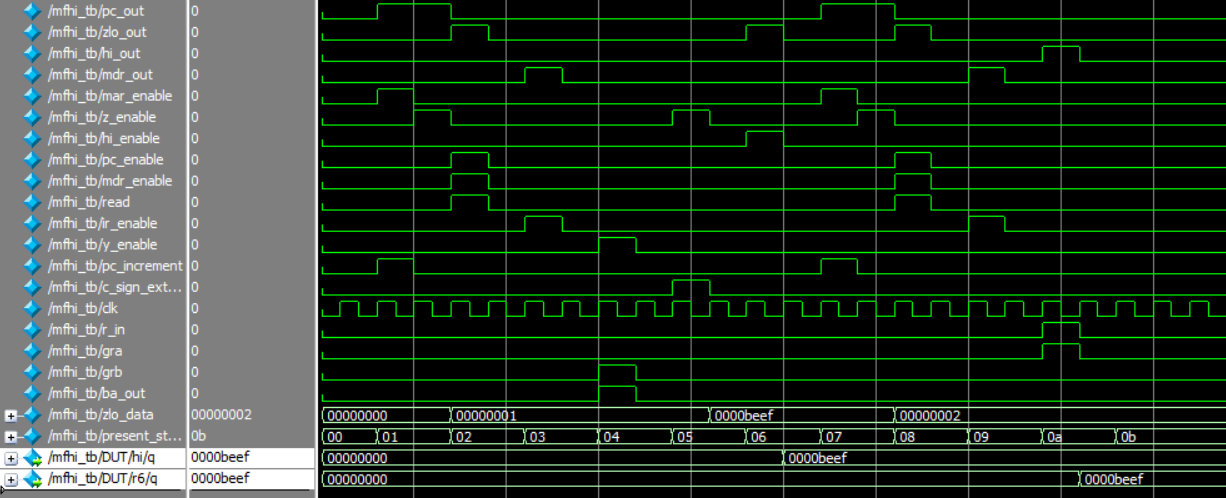 /mfhi_tb/pc_out 0
/mfhi_tb/zlo_out 0
/mfhi_tb/hi_out 0
/mfhi_tb/mdr_out 0
/mfhi_tb/mar_enable 0
/mfhi_tb/z_enable 0
/mfhi_tb/hi_enable 0
/mfhi_tb/pc_enable 0
/mfhi_tb/mdr_enable 0
/mfhi_tb/read 0
/mfhi_tb/ir_enable 0
/mfhi_tb/y_enable 0
/mfhi_tb/pc_increment 0
/mfhi_tb/c_sign_ext... 0
/mfhi_tb/clk 0
/mfhi_tb/r_in 0
/mfhi_tb/gra 0
/mfhi_tb/grb 0
/mfhi_tb/ba_out 0
/mfhi_tb/zlo_data 00000002 00000000 00000001 0000beef 00000002
/mfhi_tb/present_st... 0b 00 01 02 03 04 05 06 07 08 09 0a 0b
/mfhi_tb/DUT/hi/q 0000beef 00000000 0000beef
/mfhi_tb/DUT/r6/q 0000beef 00000000 0000beef